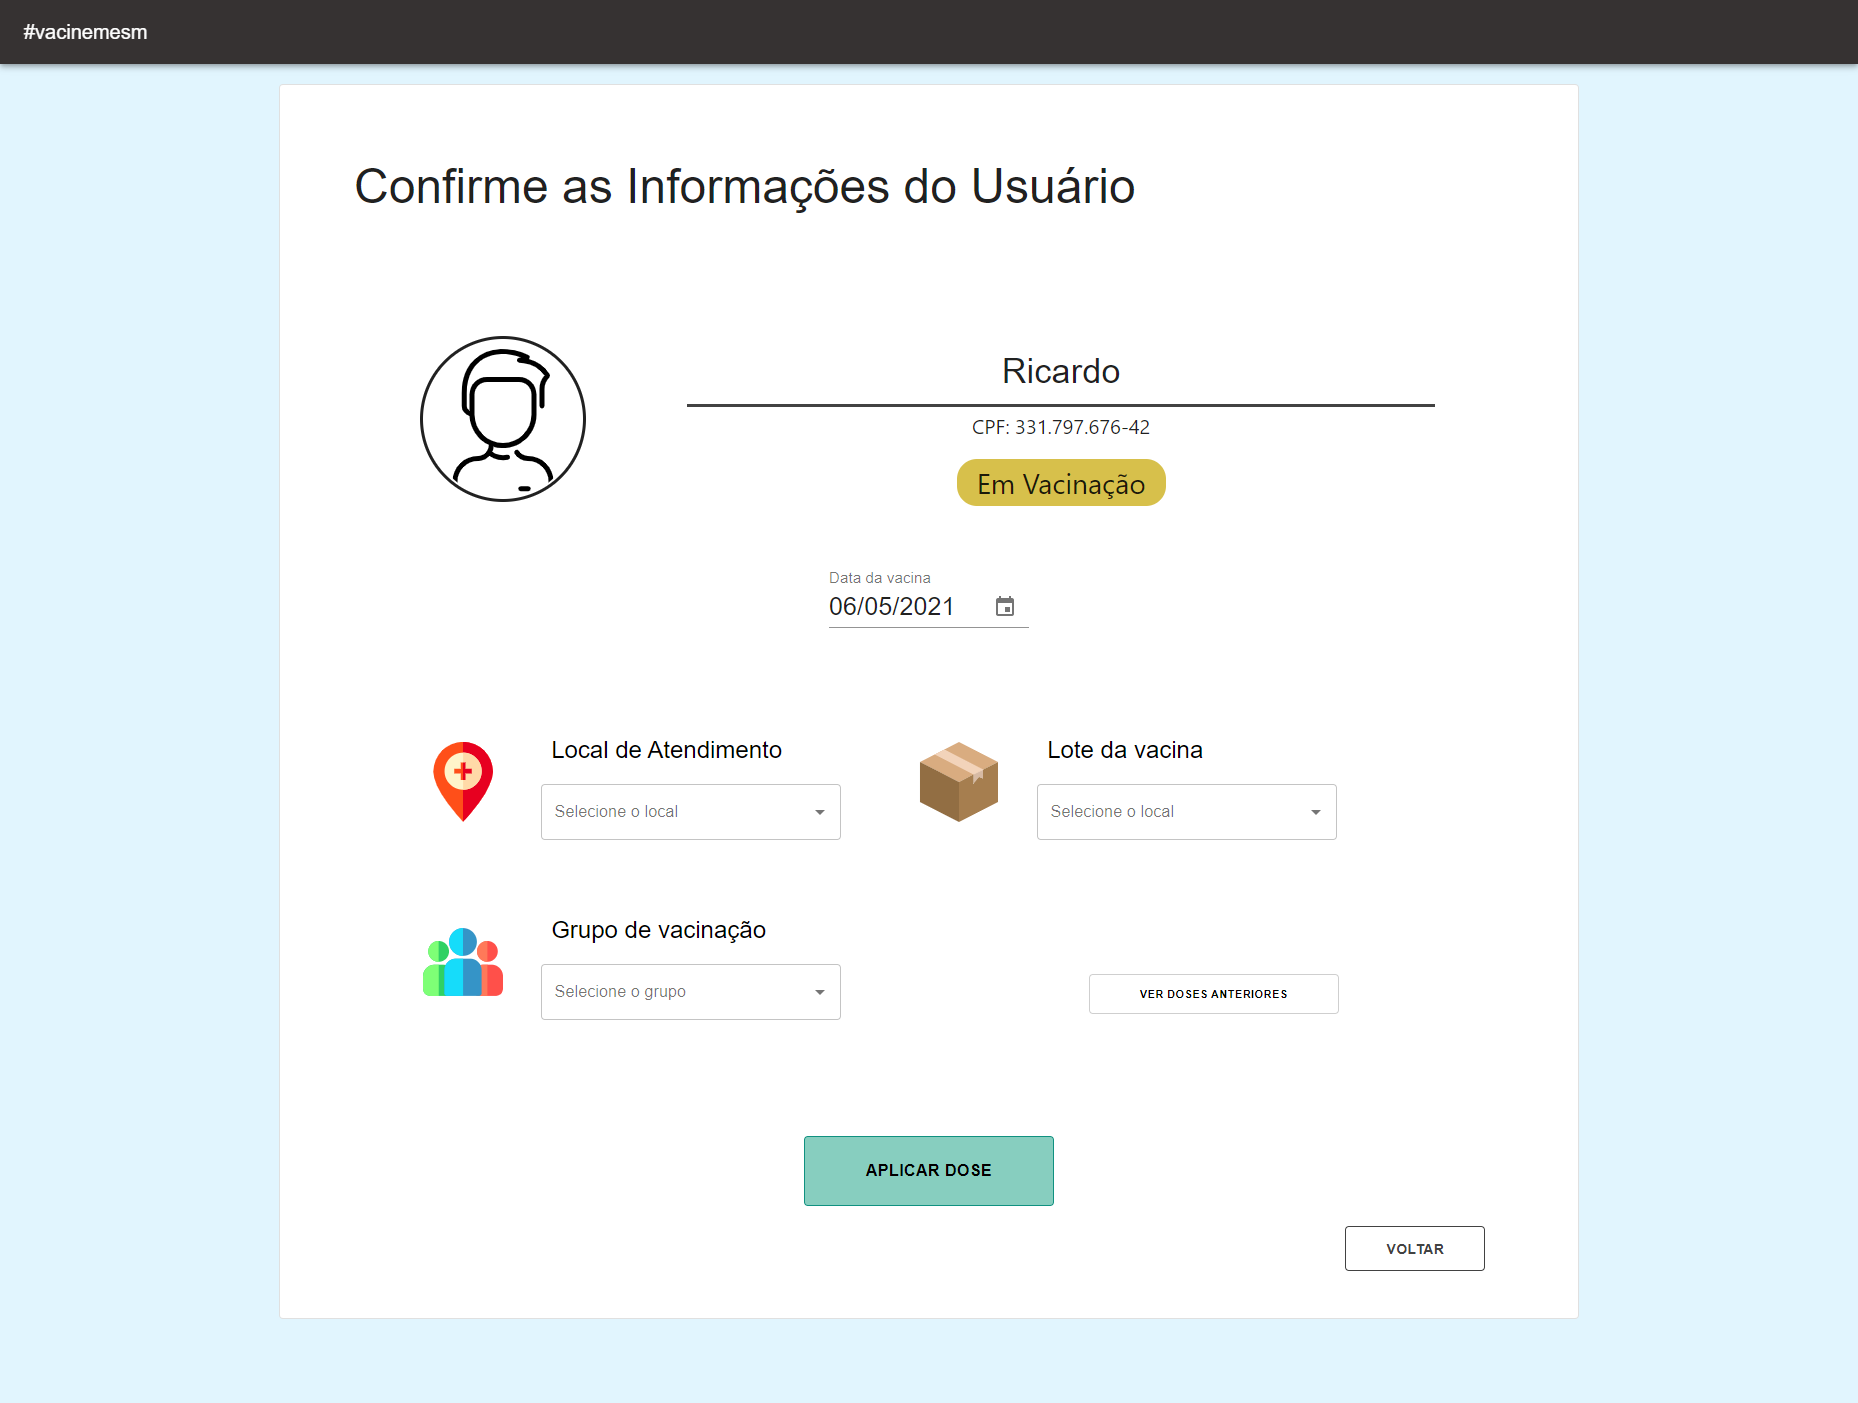 #vacinemesm
Confirme as Informações do Usuário
Ricardo
CPF: 331.797.676-42
Em Vacinação
Data da vacina
06/05/2021
Local de Atendimento
Selecione o local
Lote da vacina
Selecione o local
Grupo de vacinação
Selecione o grupo
VER DOSES ANTERIORES
APLICAR DOSE
VOLTAR